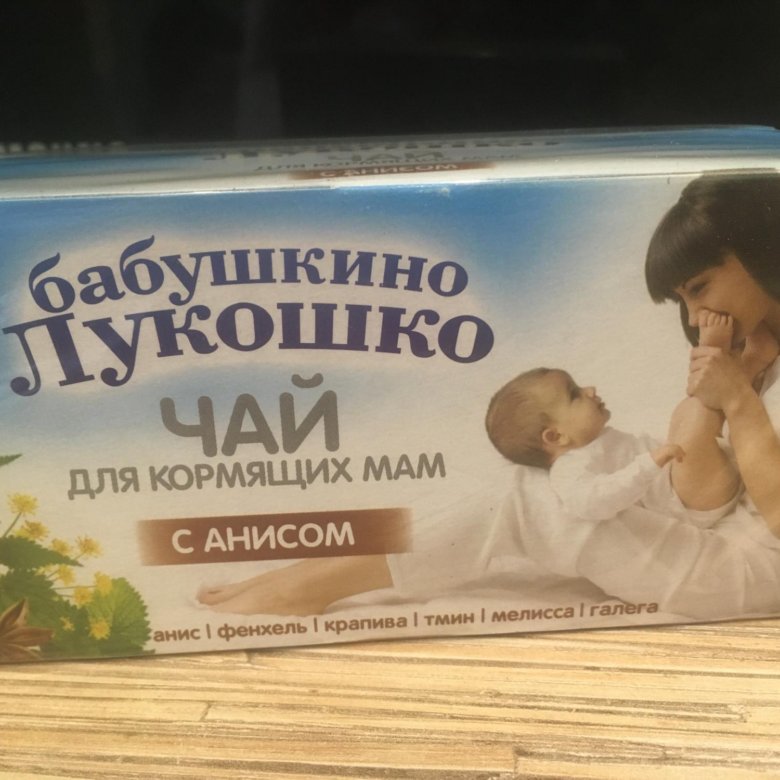 С АНИСОМ
бабушкино
Лукошко
ЧАЙ
для кормящих мам
С АНИСОМ
анис | фенхель | крапива | тмин | мелисса | галега